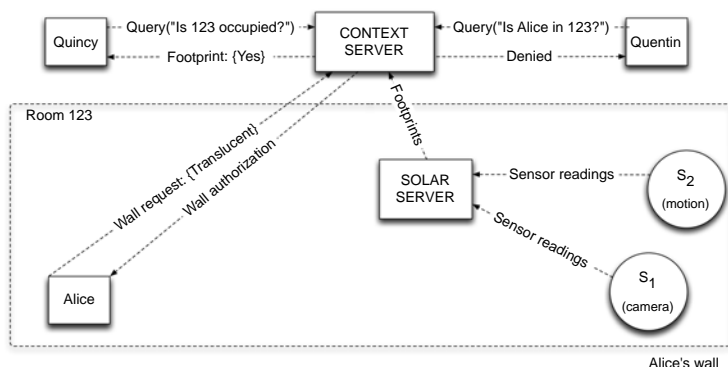 Quincy
Query("Is 123 occupied?")
Footprint: {Yes}
CONTEXT
SERVER
Query("Is Alice in 123?")
Denied
Quentin
Room 123
Footprints
Wall request: {Translucent}
Wall authorization
SOLAR
SERVER
Sensor readings
S2
(motion)
Sensor readings
S1
(camera)
Alice
Alice's wall